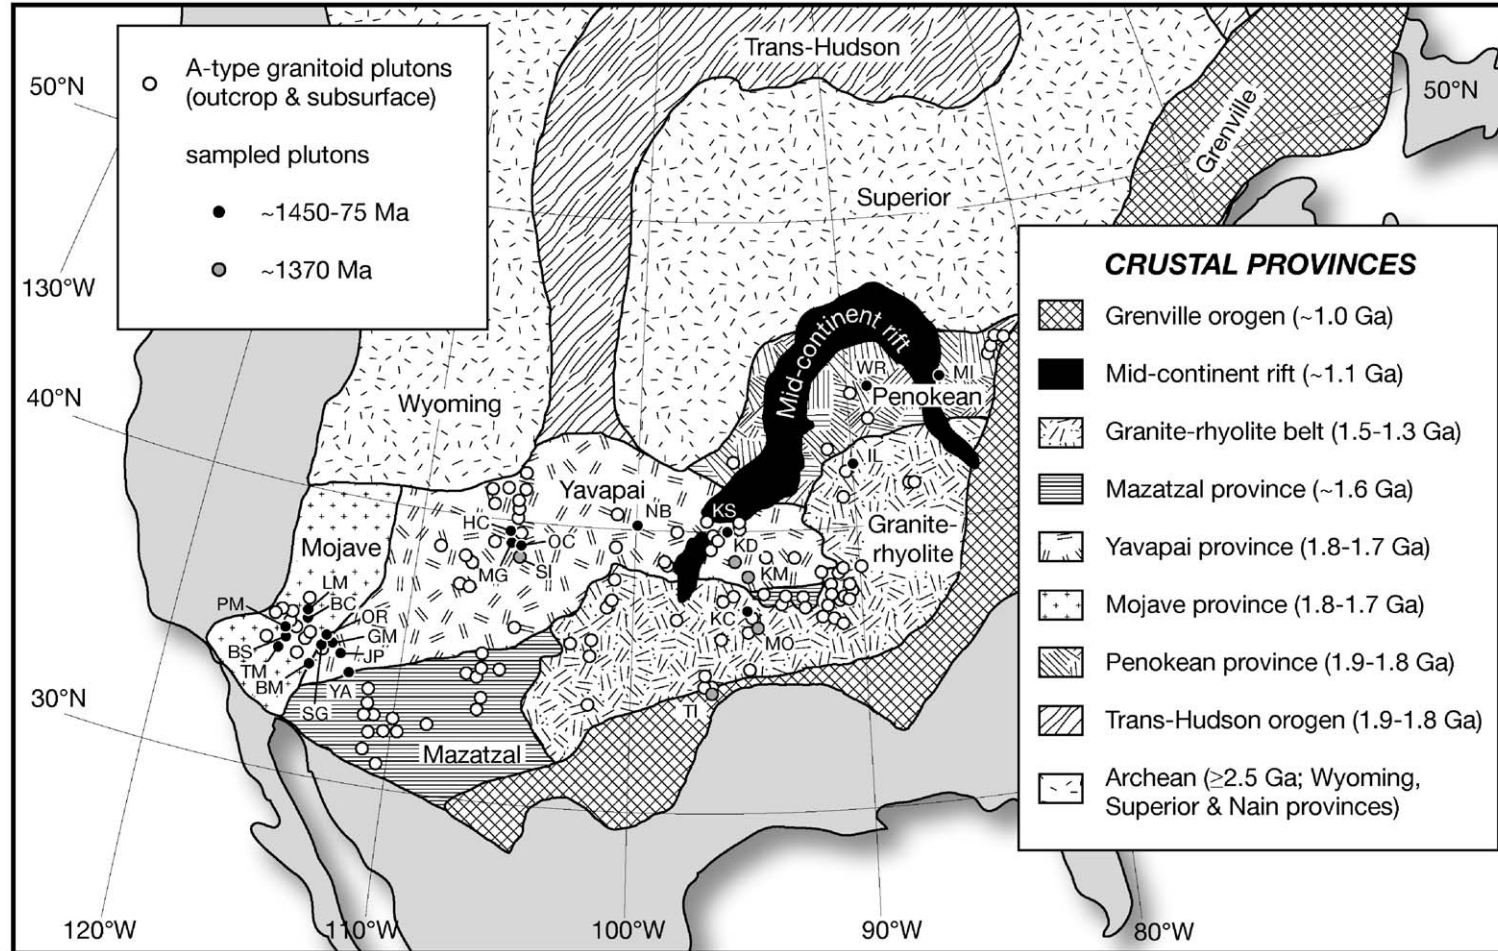 A-type granitoid plutons
(outcrop & subsurface)
sampled plutons
~1450-75 Ma
~1370 Ma
50°N
130°W
40°N
30°N
120°W
110°W
100°W
90°W
80°W
50°N
Trans-Hudson
Grenville
Superior
Wyoming
Mid-continent rift
WR
MI
Penokean
IL
Yavapai
NB
KS
HC
OC
KD
Granite-
rhyolite
Mojave
MG
SI
KM
LM
PM
BC
OR
GM
KC
BS
JP
MO
TM
BM
YA
SG
TI
Mazatzal
CRUSTAL PROVINCES
Grenville orogen (~1.0 Ga)
Mid-continent rift (~1.1 Ga)
Granite-rhyolite belt (1.5-1.3 Ga)
Mazatzal province (~1.6 Ga)
Yavapai province (1.8-1.7 Ga)
Mojave province (1.8-1.7 Ga)
Penokean province (1.9-1.8 Ga)
Trans-Hudson orogen (1.9-1.8 Ga)
Archean (≥2.5 Ga; Wyoming,
Superior & Nain provinces)